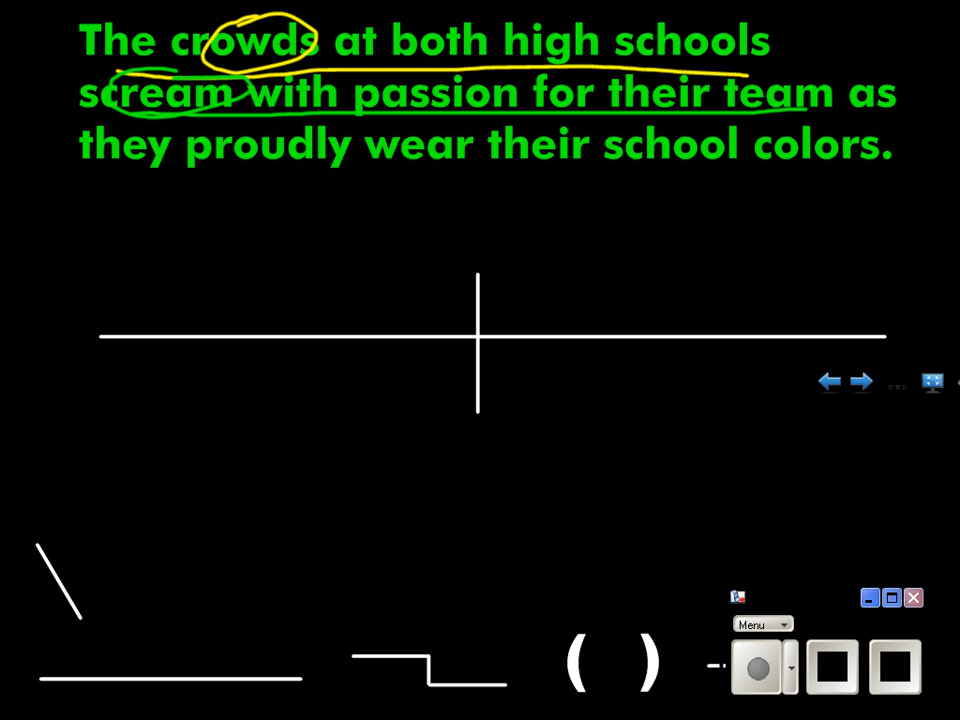 The crowds at both high schools
scream with passion for their team as
they proudly wear their school colors.
( )
Menu